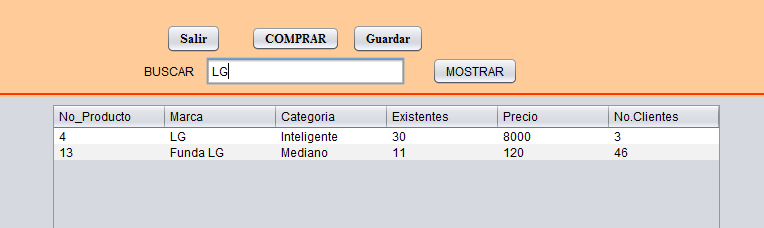 Salir COMPRAR Guardar
BUSCAR LG MOSTRAR
No_Producto Marca Categoria Existentes Precio No.Clientes
4 LG Inteligente 30 8000 3
13 Funda LG Mediano 11 120 46